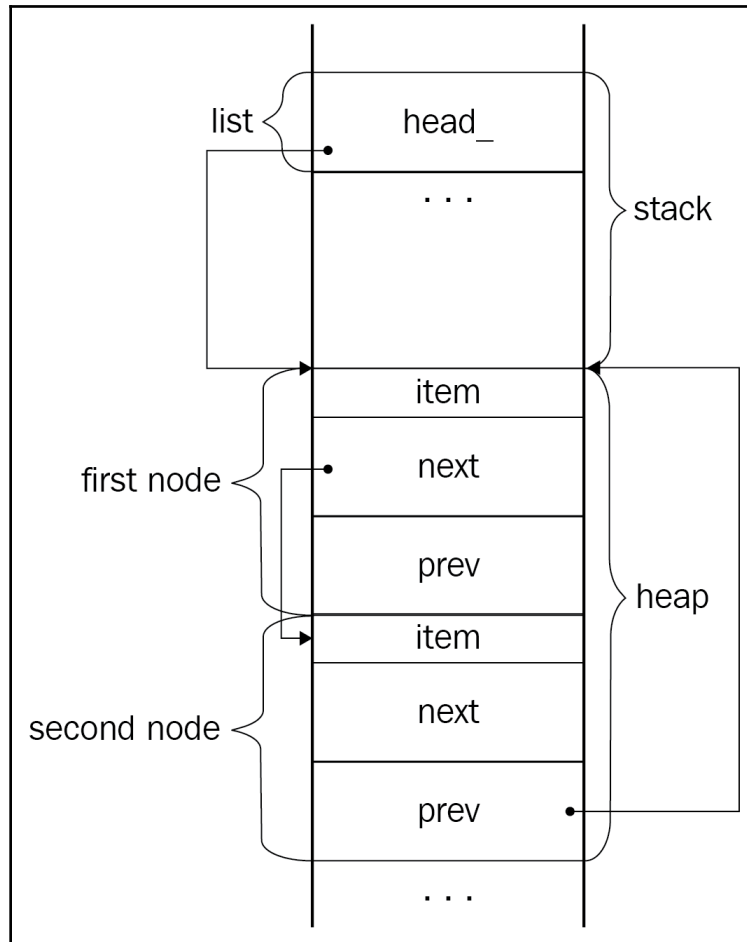 list
head_
. . .
stack
item
first node
next
prev
heap
item
second node
next
prev
. . .